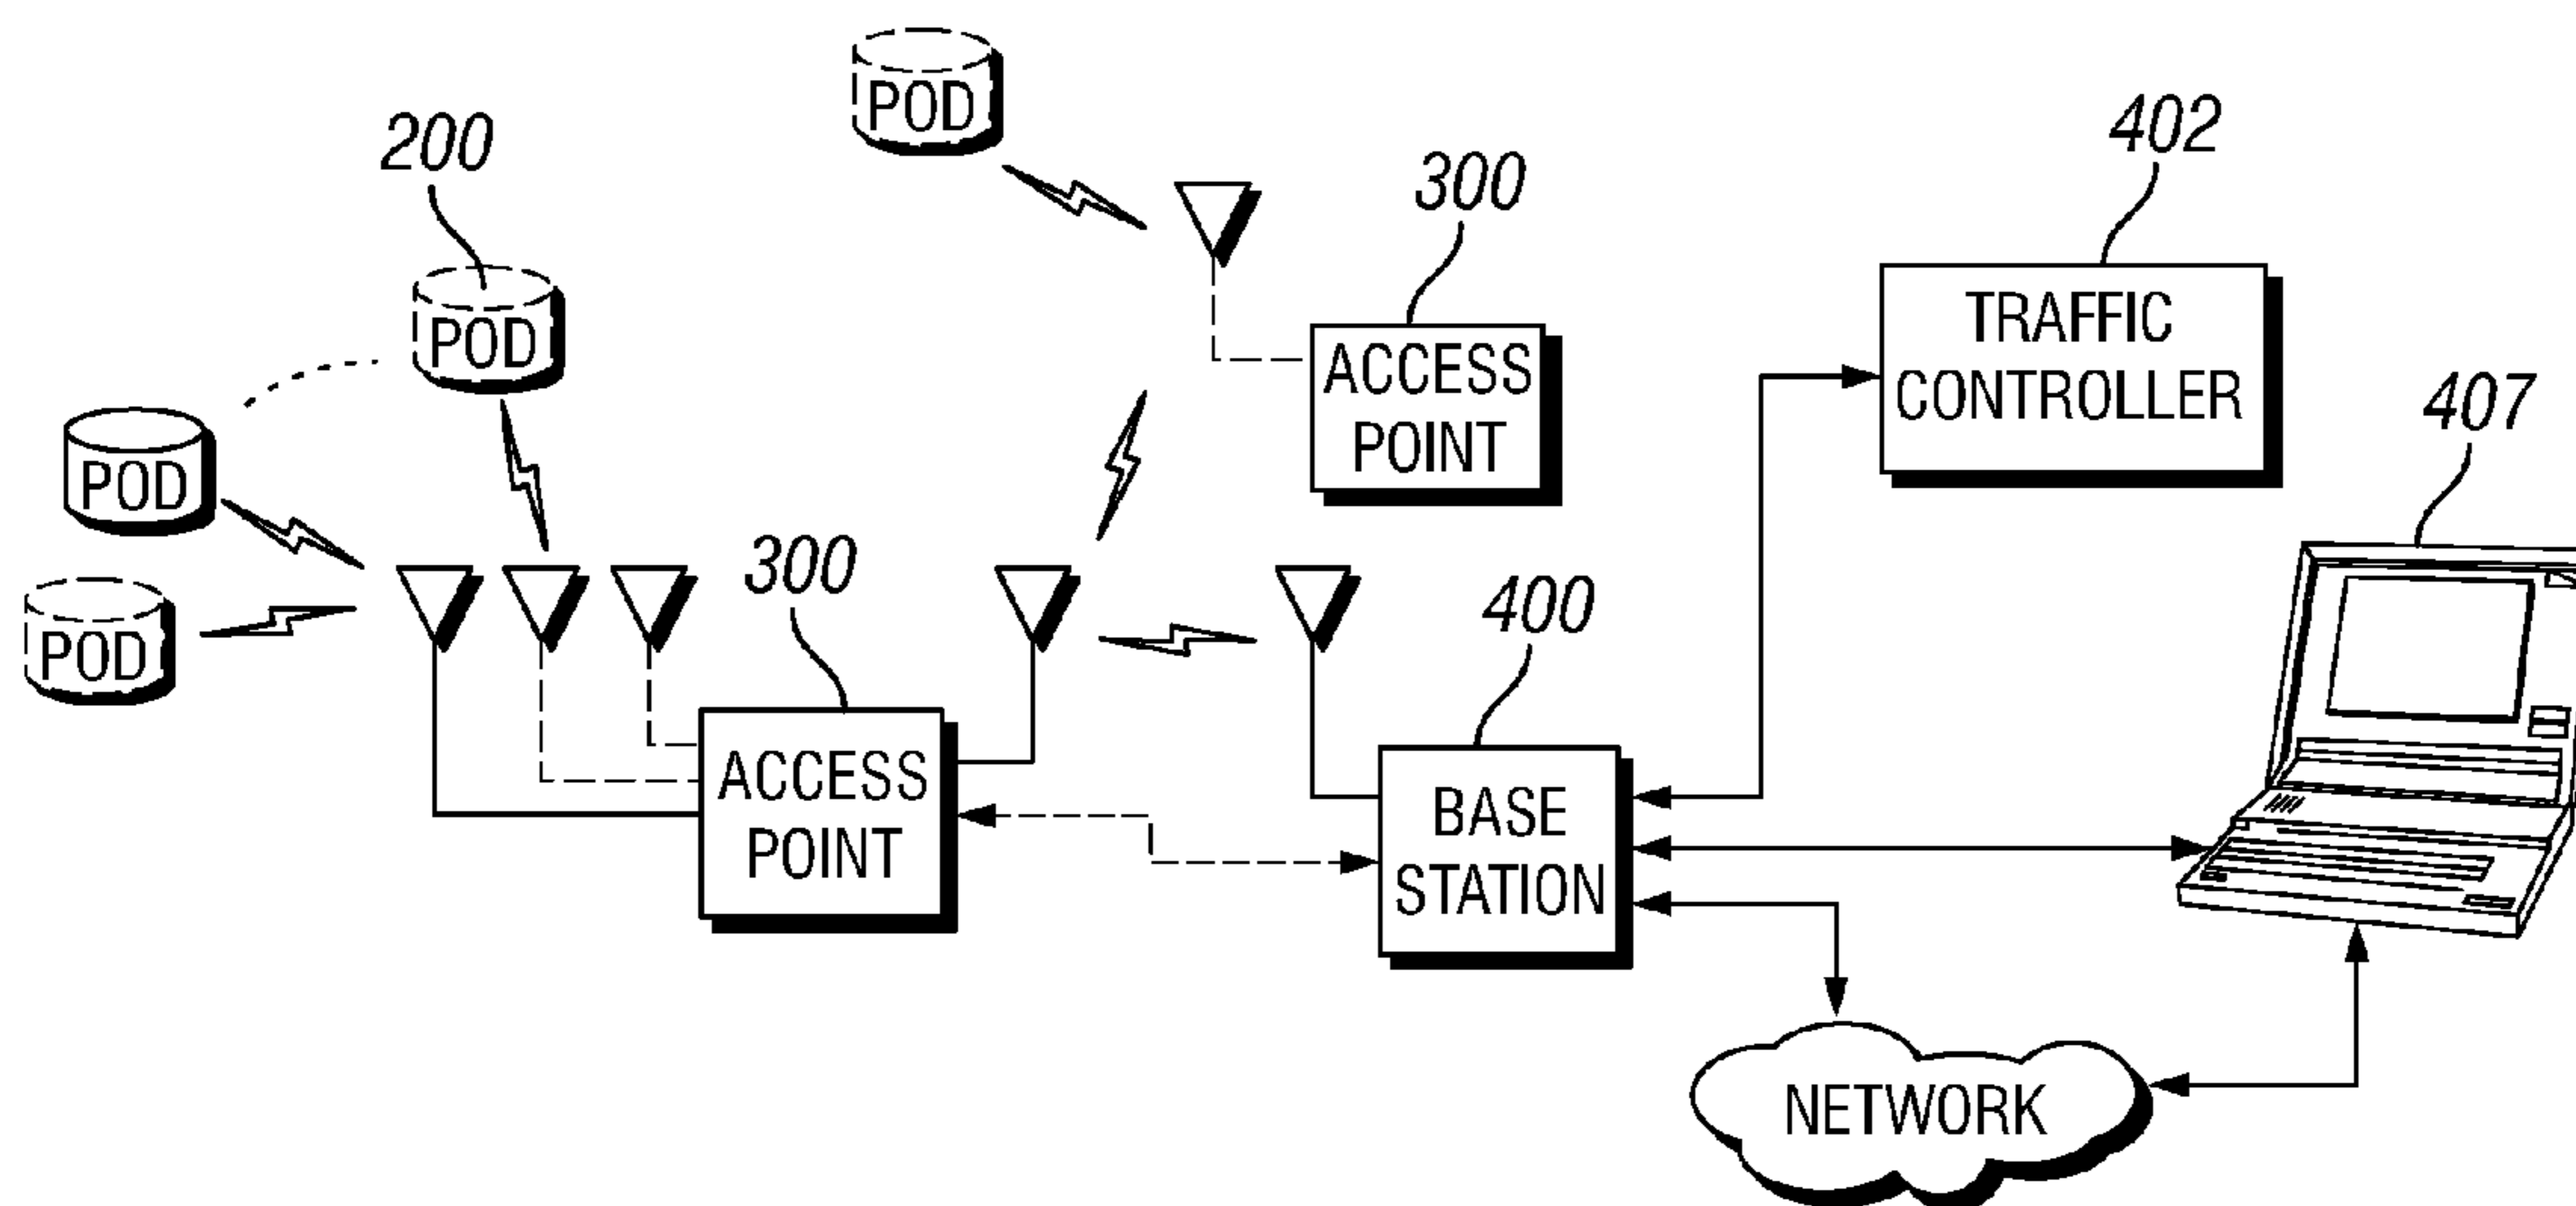 POD
402
200
300
POD
TRAFFIC
CONTROLLER
ACCESS
POINT
407
POD
300
400
POD
ACCESS
POINT
BASE
STATION
NETWORK